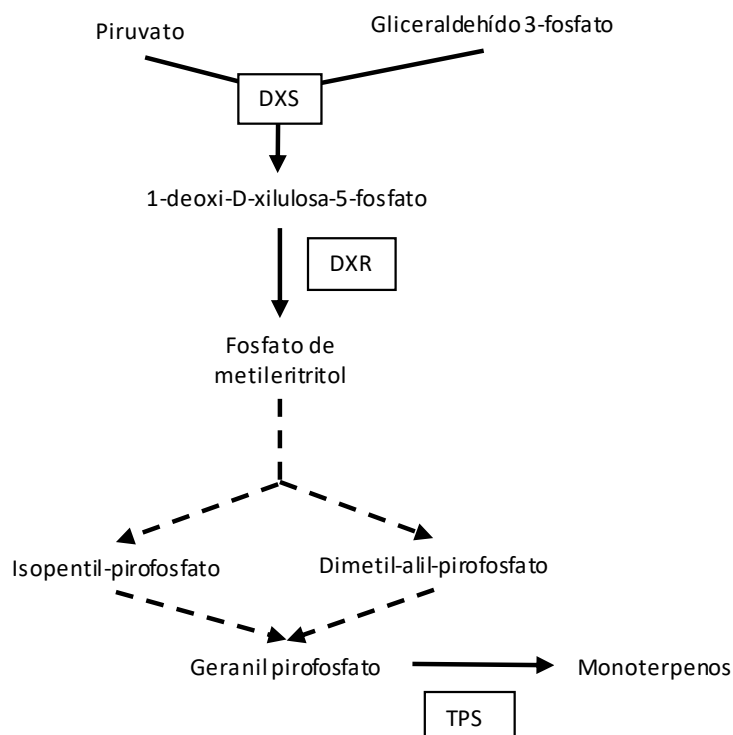 Piruvato
Gliceraldehído 3-fosfato
DXS
1-deoxi-D-xilulosa-5-fosfato
DXR
Fosfato de
metileritritol
Isopentil-pirofosfato
Dimetil-alil-pirofosfato
Geranil pirofosfato
Monoterpenos
TPS